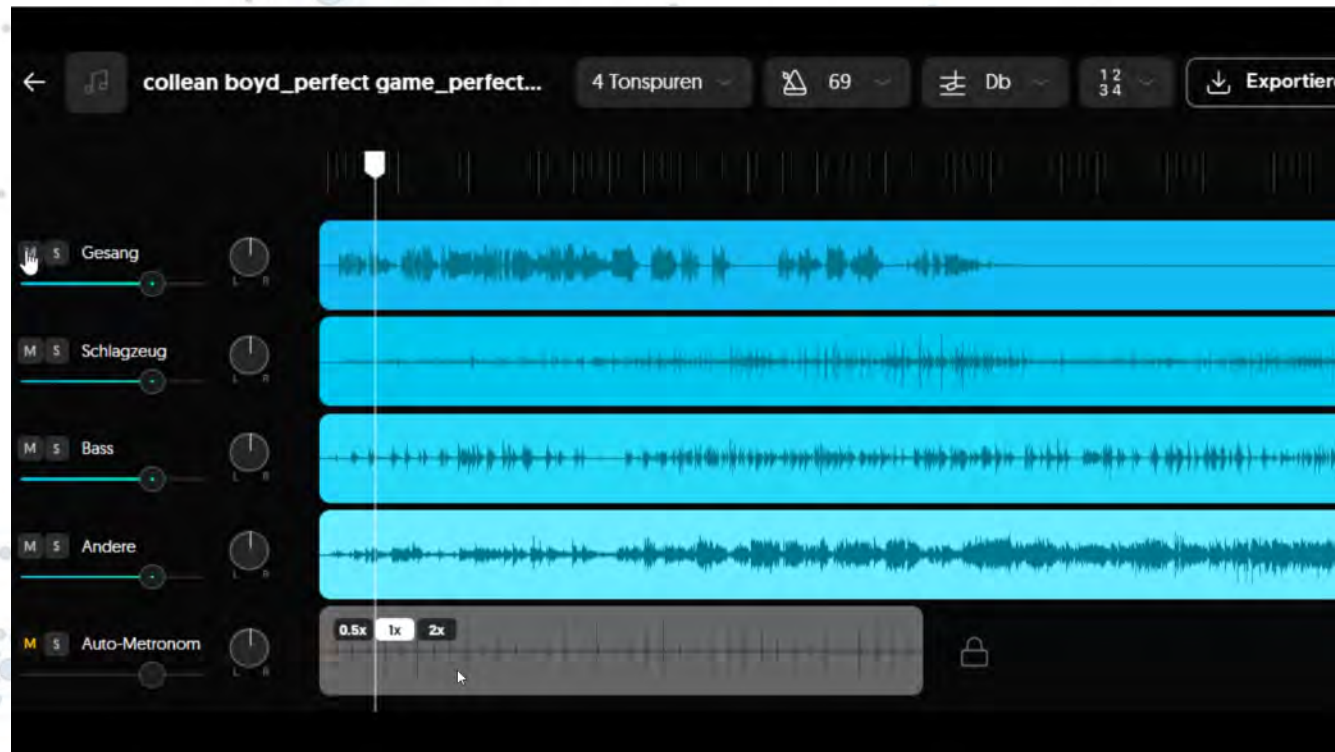 collean boyd_perfect game_perfect... 4 Tonspuren 69 Db 1 2 3 4 Exportiere
S Gesang
L R
M S Schlagzeug
L R
M S Bass
L R
M S Andere
L R
M S Auto-Metronom
L R
0.5x 1x 2x